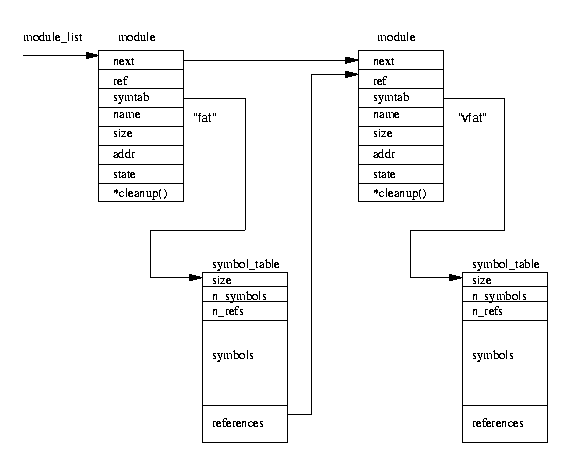 module_list
module
next
ref
symtab
name
"fat"
size
addr
state
*cleanup()
module
next
ref
symtab
name
"vfat"
size
addr
state
*cleanup()
symbol_table
size
n_symbols
n_refs
symbols
references
symbol_table
size
n_symbols
n_refs
symbols
references